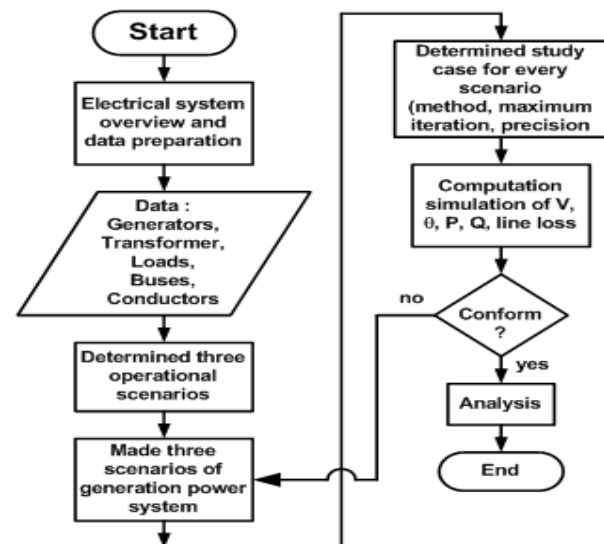 Start
Electrical system
overview and
data preparation
Data :
Generators,
Transformer,
Loads,
Buses,
Conductors
Determined three
operational
scenarios
Made three
scenarios of
generation power
system
Determined study
case for every
scenario
(method, maximum
iteration, precision
Computation
simulation of V,
θ, P, Q, line loss
Conform
?
no
yes
Analysis
End